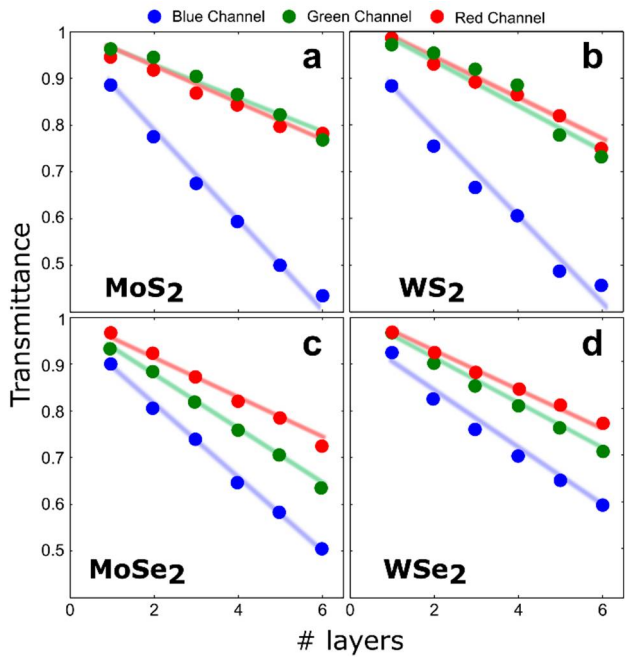 Blue Channel Green Channel Red Channel
a
b
1
0.9
0.8
0.7
0.6
0.5
MoS2
WS2
Transmittance
c
d
1
0.9
0.8
0.7
0.6
0.5
MoSe2
WSe2
0 2 4 6 0 2 4 6
# layers